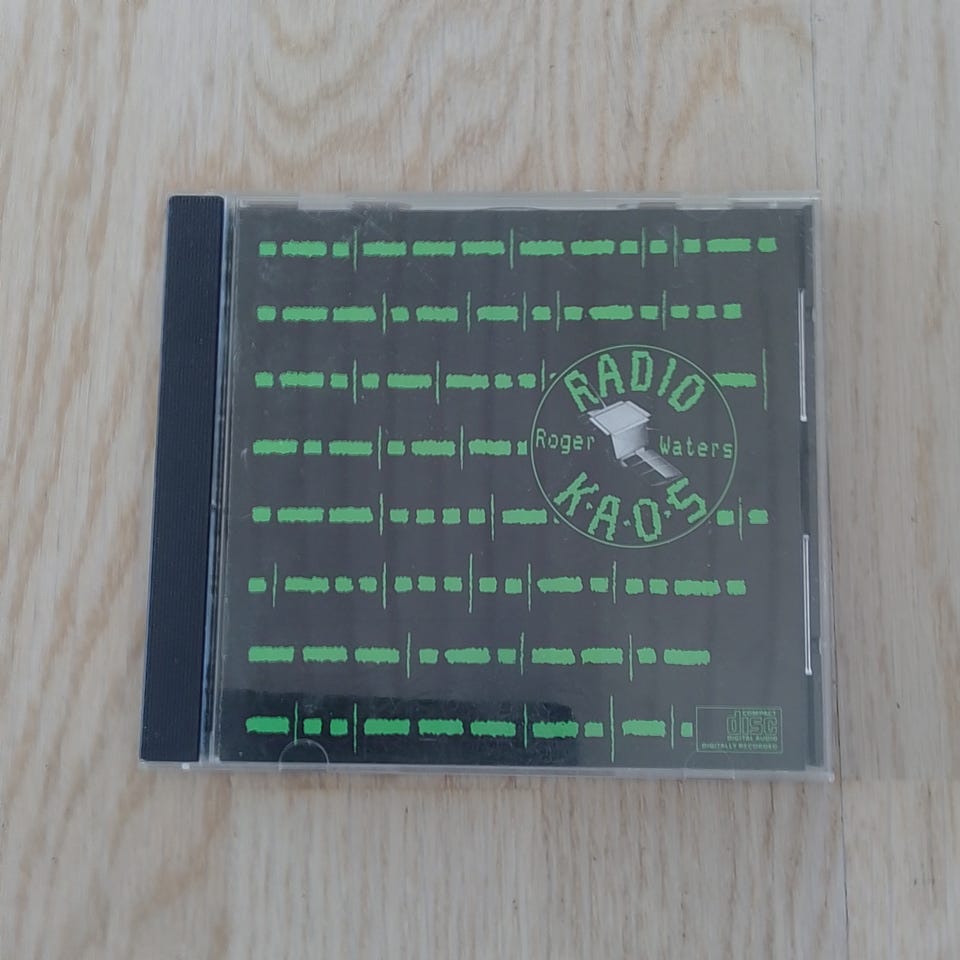 RADIO
Roger Waters
K·A·O·S
COMPACT
disc
DIGITAL AUDIO
DIGITALLY RECORDED